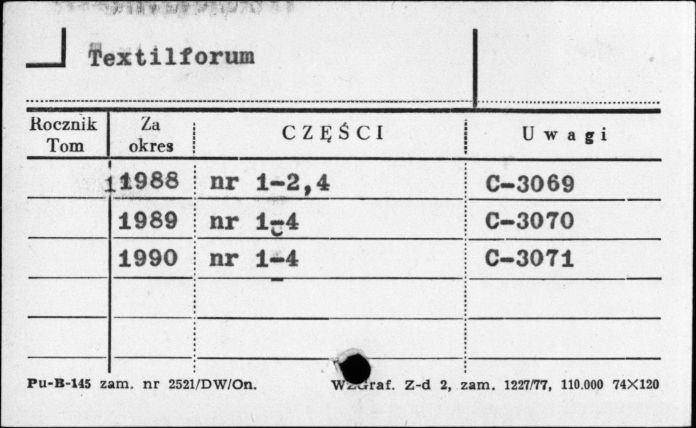 Textilforum
Rocznik Tom Za okres CZĘŚCI Uwagi
1988 nr 1-2,4 C-3069
1989 nr 1-4 C-3070
1990 nr 1-4 C-3071
Pu-B-145 zam. nr 2521/DW/On. WZGraf. Z-d 2, zam. 1227/77, 110.000 74×120